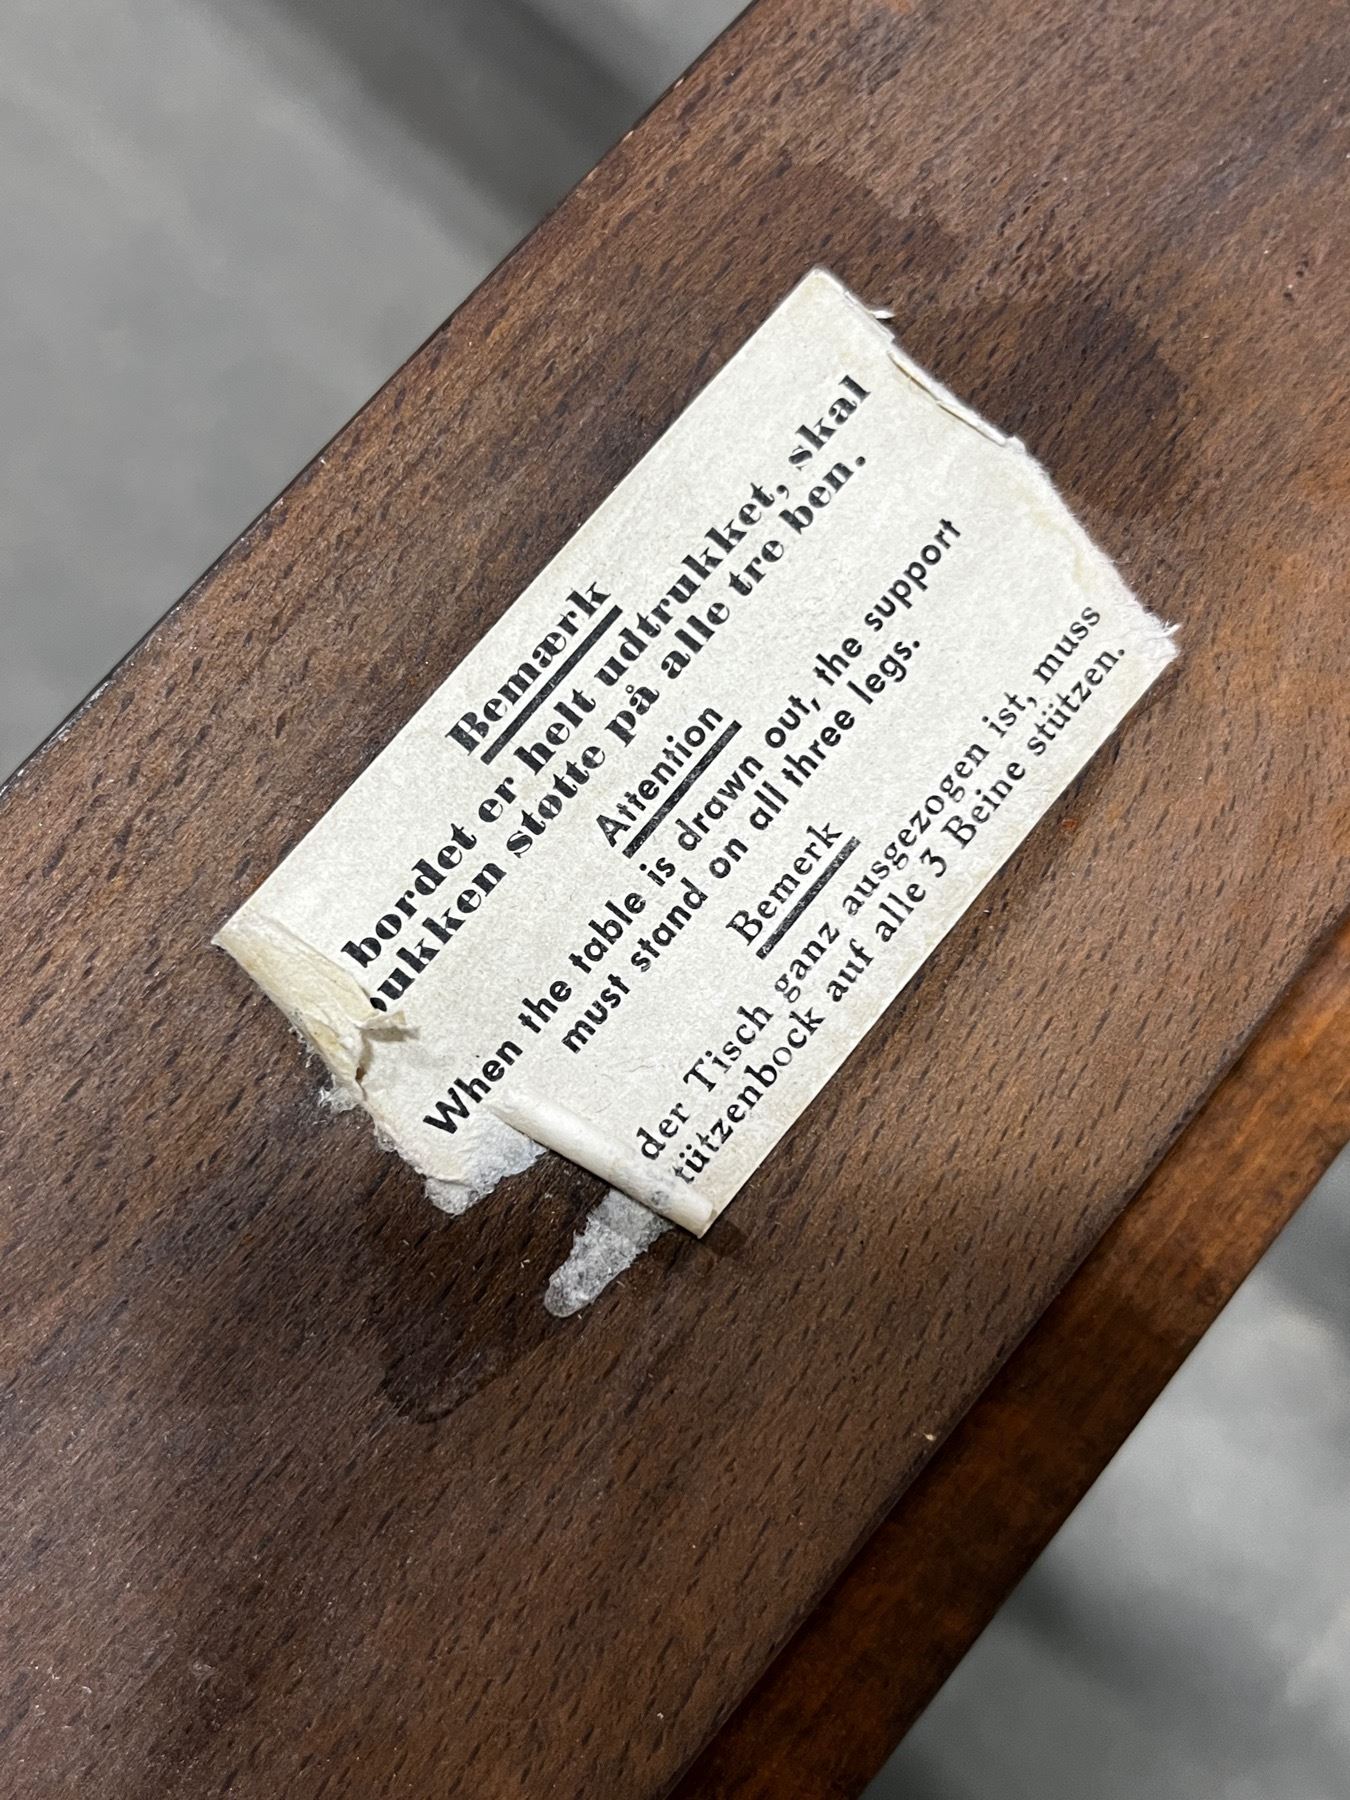 Bemærk
bordet er helt udtrukket, skal
bukken støtte på alle tre ben.
Attention
When the table is drawn out, the support
must stand on all three legs.
Bemerk
der Tisch ganz ausgezogen ist, muss
tützenbock auf alle 3 Beine stützen.